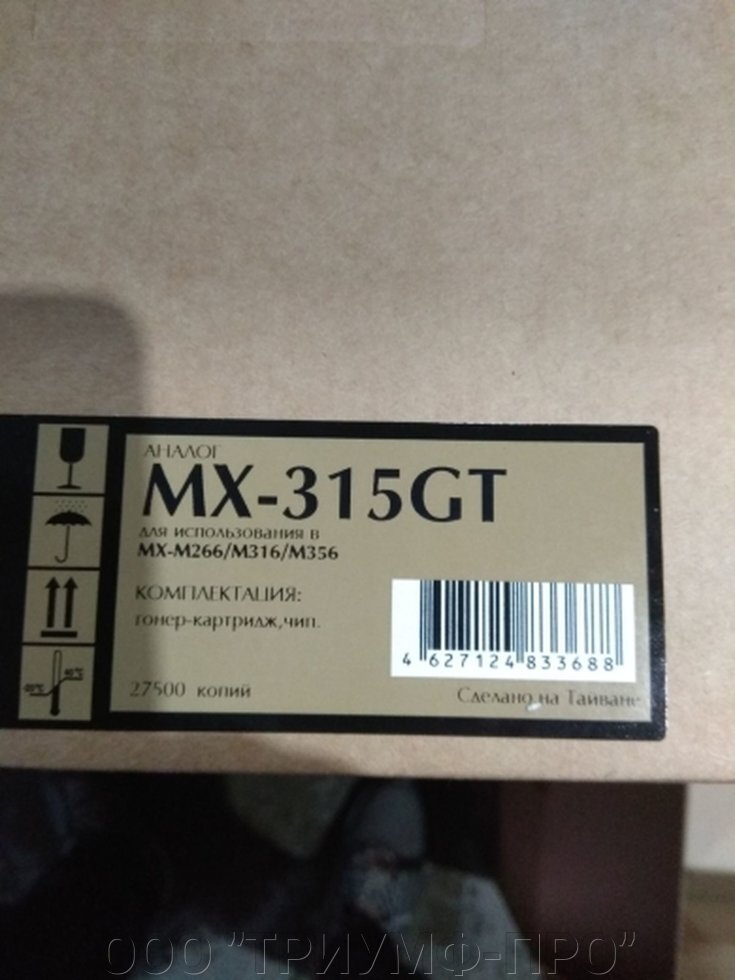 АНАЛОГ
MX-315GT
для использования в
MX-M266/M316/M356
КОМПЛЕКТАЦИЯ:
тонер-картридж,чип.
4 627124 833688
27500 копий
Сделано на Тайване
ООО "ТРИУМФ-ПРО"